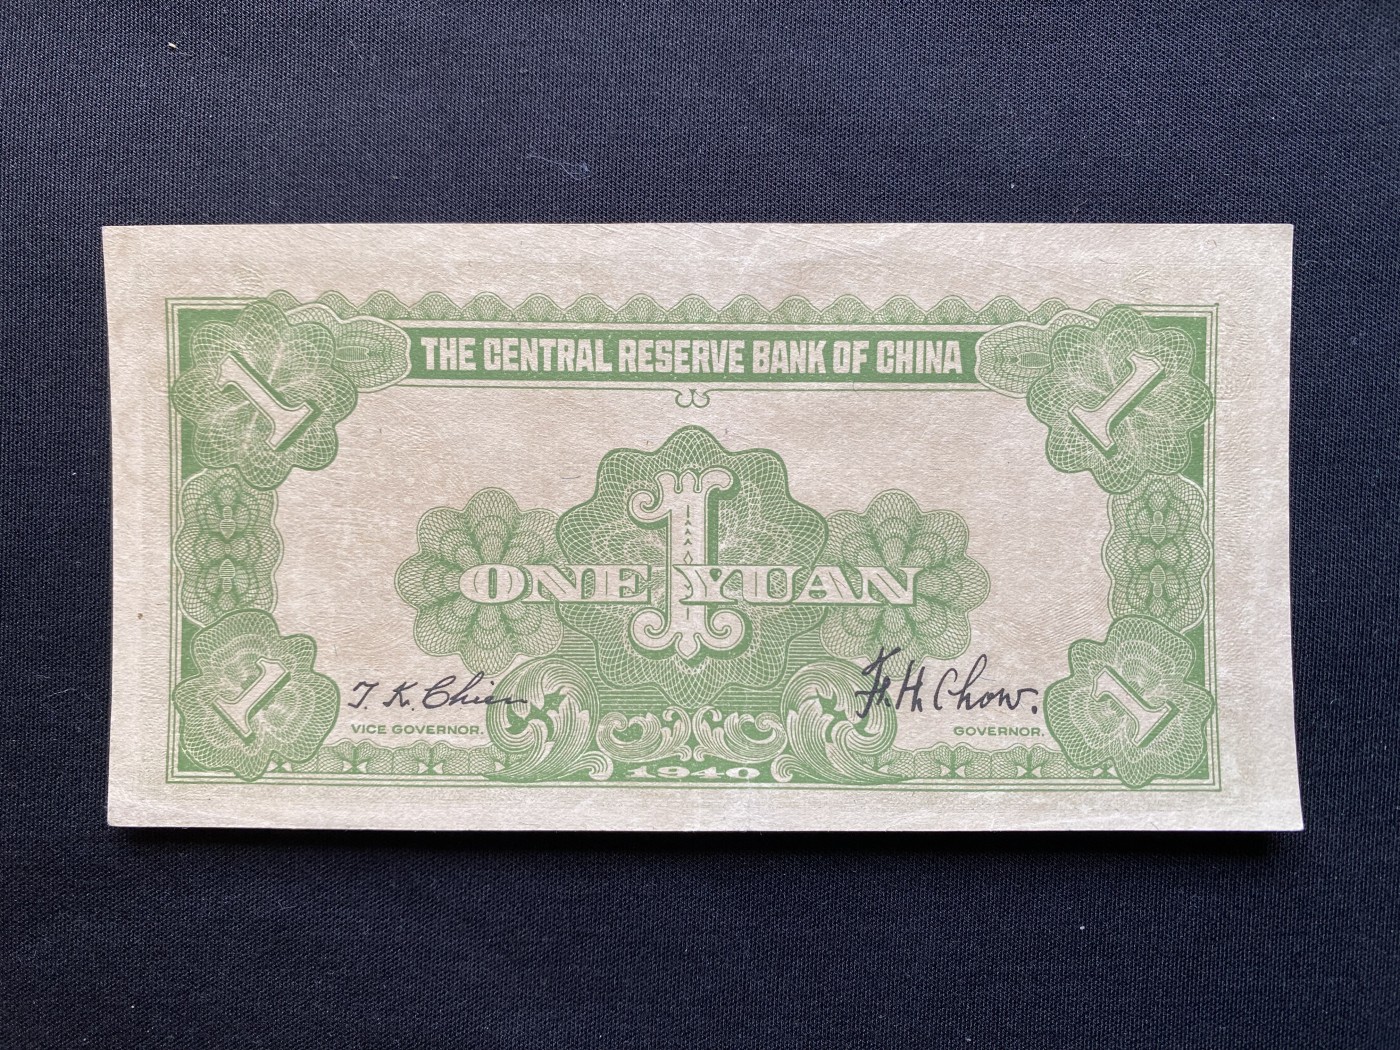 THE CENTRAL RESERVE BANK OF CHINA
1 1
1
ONE YUAN
T. K. Chien F. H. Chow.
VICE GOVERNOR. GOVERNOR.
1 1
1940